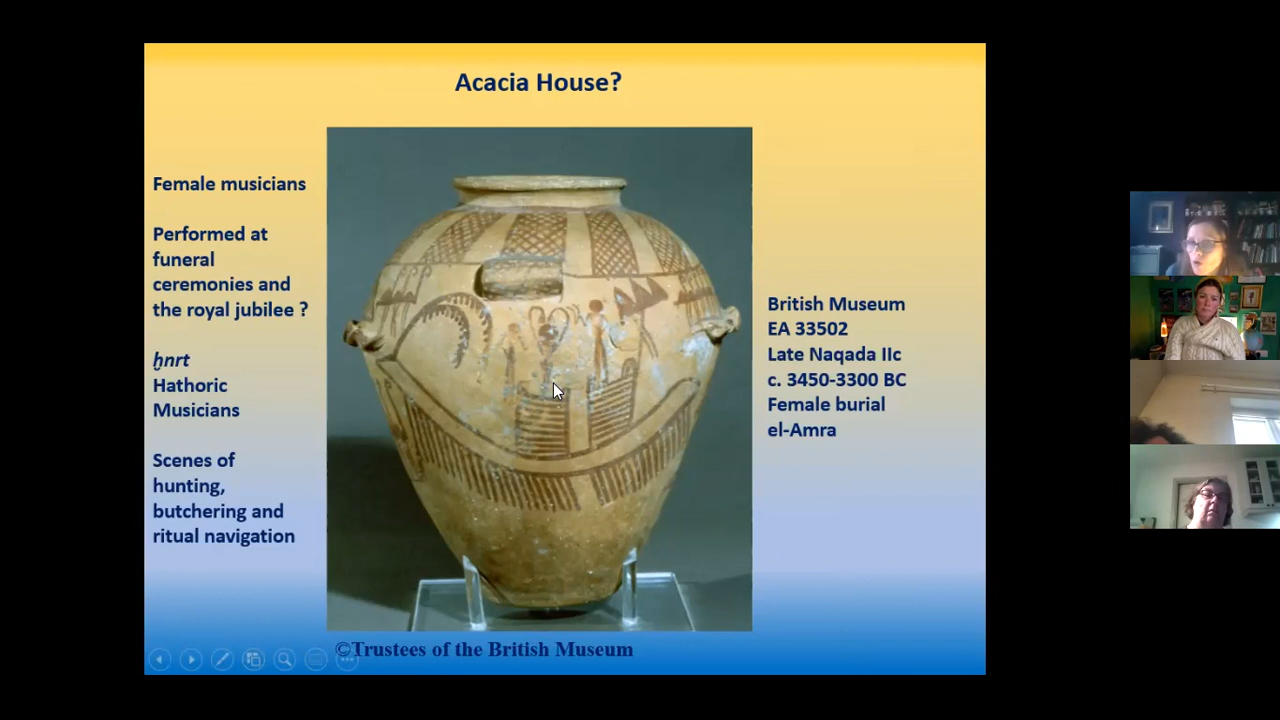 Acacia House?
Female musicians
Performed at
funeral
ceremonies and
the royal jubilee ?
ḫnrt
Hathoric
Musicians
Scenes of
hunting,
butchering and
ritual navigation
British Museum
EA 33502
Late Naqada IIc
c. 3450-3300 BC
Female burial
el-Amra
©Trustees of the British Museum